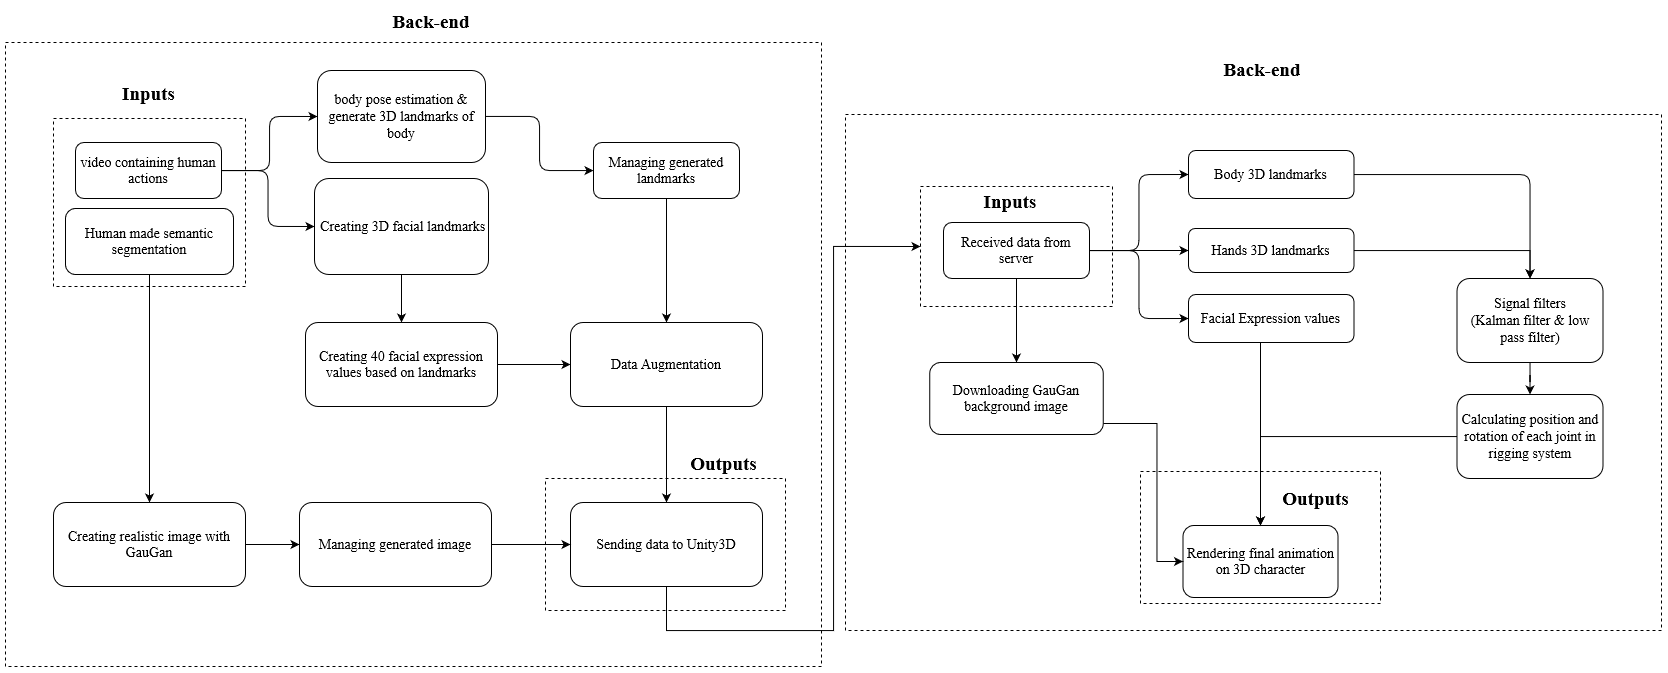 Back-end
Inputs
video containing human
actions
Human made semantic
segmentation
body pose estimation &
generate 3D landmarks of
body
Creating 3D facial landmarks
Managing generated
landmarks
Creating 40 facial expression
values based on landmarks
Data Augmentation
Outputs
Creating realistic image with
GauGan
Managing generated image
Sending data to Unity3D
Back-end
Inputs
Received data from
server
Body 3D landmarks
Hands 3D landmarks
Facial Expression values
Signal filters
(Kalman filter & low
pass filter)
Downloading GauGan
background image
Calculating position and
rotation of each joint in
rigging system
Outputs
Rendering final animation
on 3D character